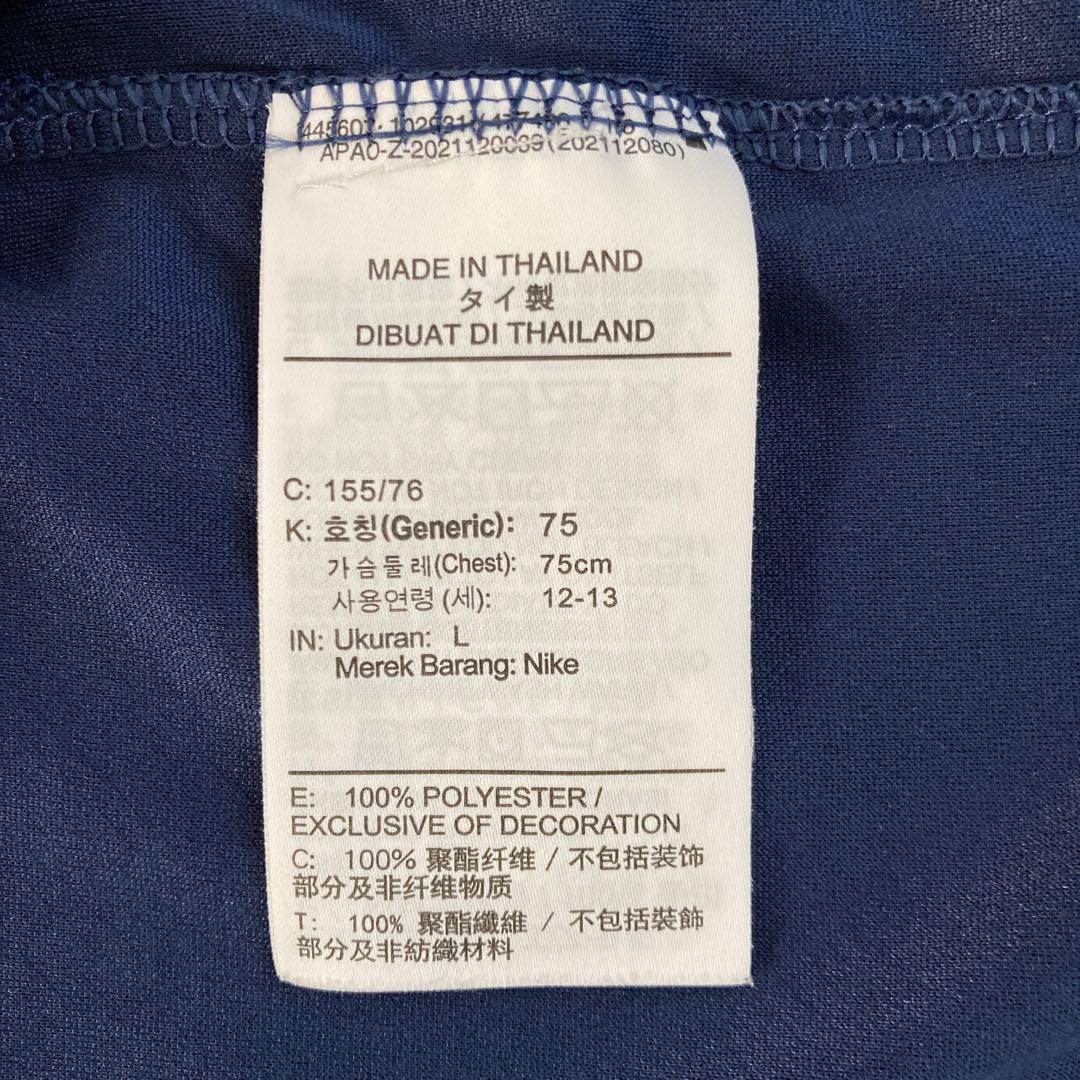 APA0-Z-2021120069(202112080)
MADE IN THAILAND
タイ製
DIBUAT DI THAILAND
C: 155/76
K: 호칭(Generic): 75
가슴둘레(Chest): 75cm
사용연령 (세): 12-13
IN: Ukuran: L
Merek Barang: Nike
E: 100% POLYESTER /
EXCLUSIVE OF DECORATION
C: 100% 聚酯纤维 / 不包括装饰
部分及非纤维物质
T: 100% 聚酯纖維 / 不包括裝飾
部分及非紡織材料